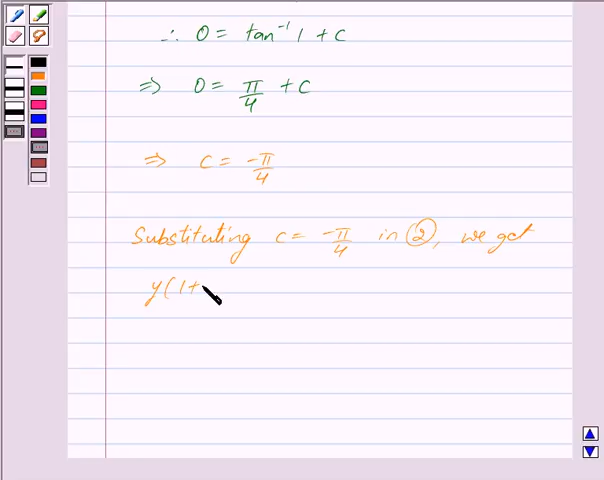 ∴ 0 = tan⁻¹ 1 + C
⇒ 0 = π/4 + C
⇒ C = -π/4
Substituting C = -π/4 in ②, we get
y(1+